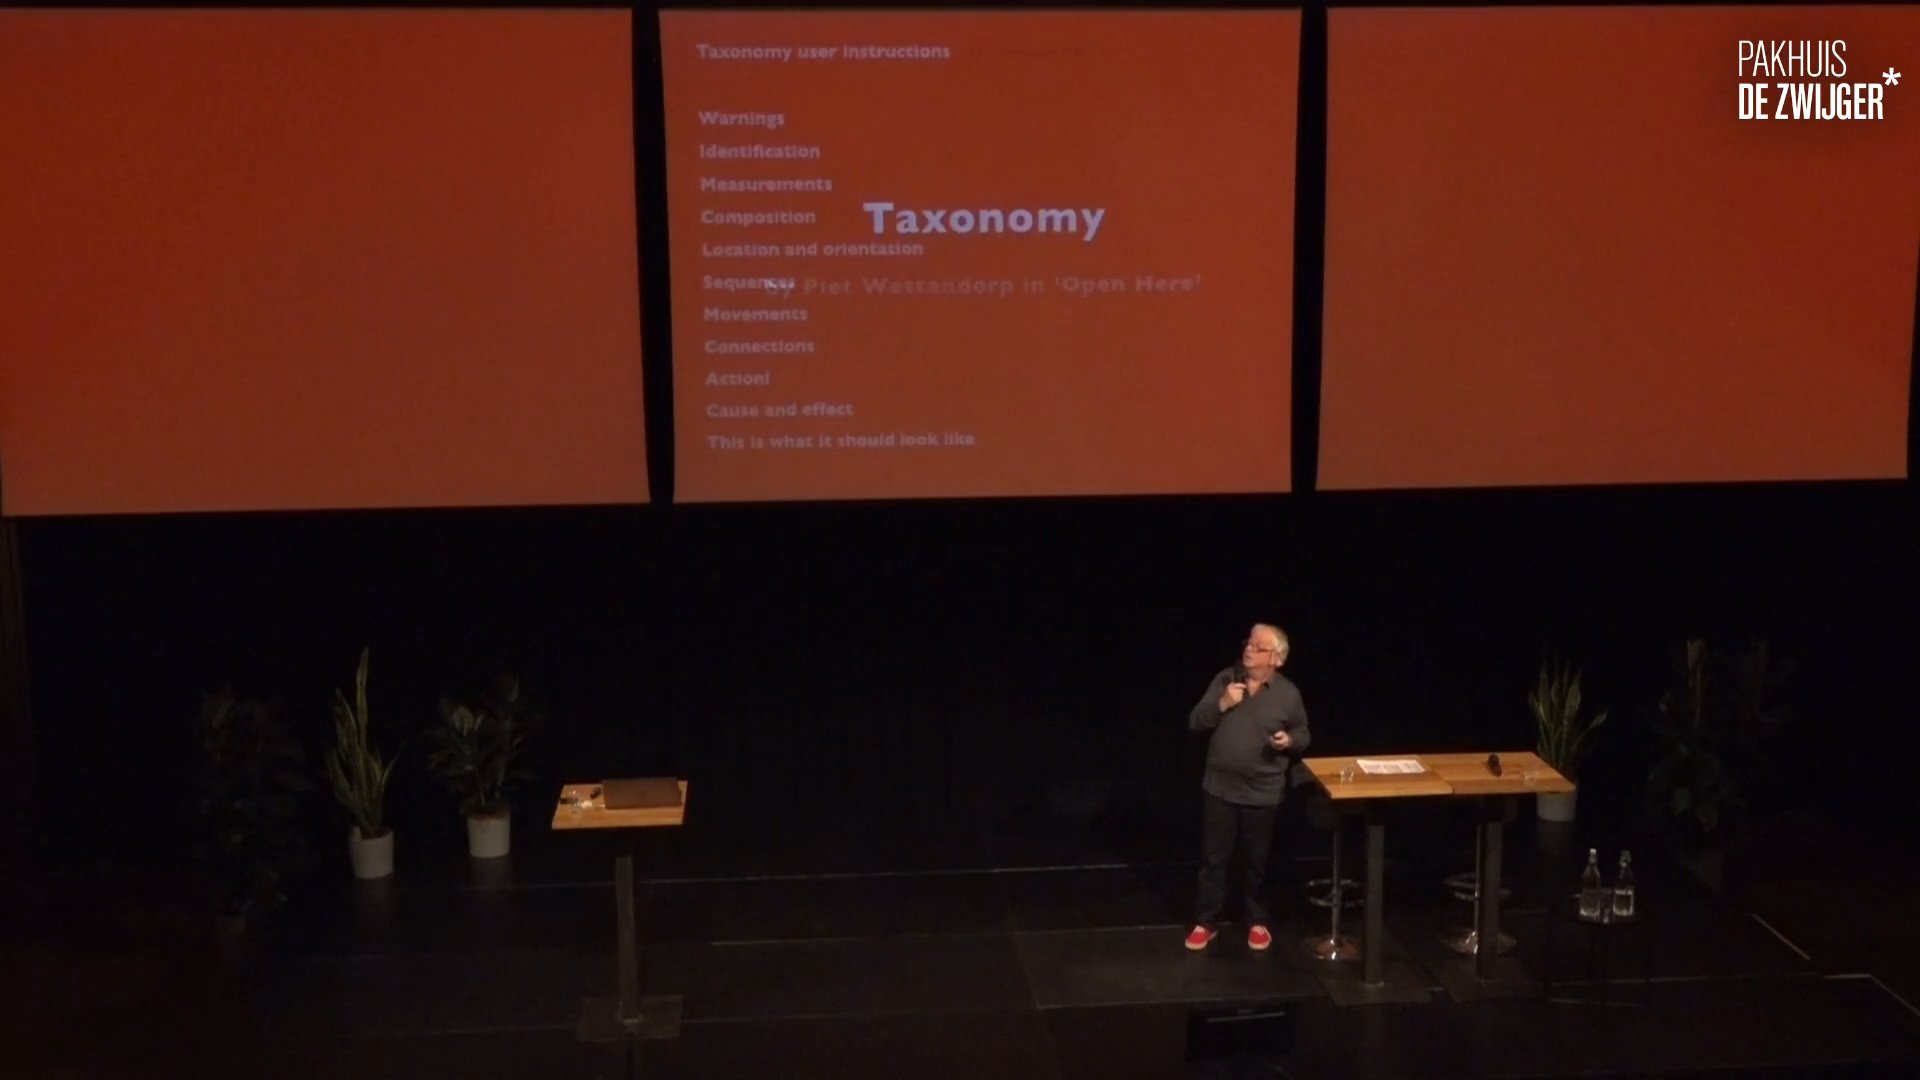 PAKHUIS
DE ZWIJGER*
Taxonomy user instructions
Warnings
Identification
Measurements
Composition
Taxonomy
Location and orientation
Sequences
by Piet Westendorp in ‘Open Here’
Movements
Connections
Action!
Cause and effect
This is what it should look like